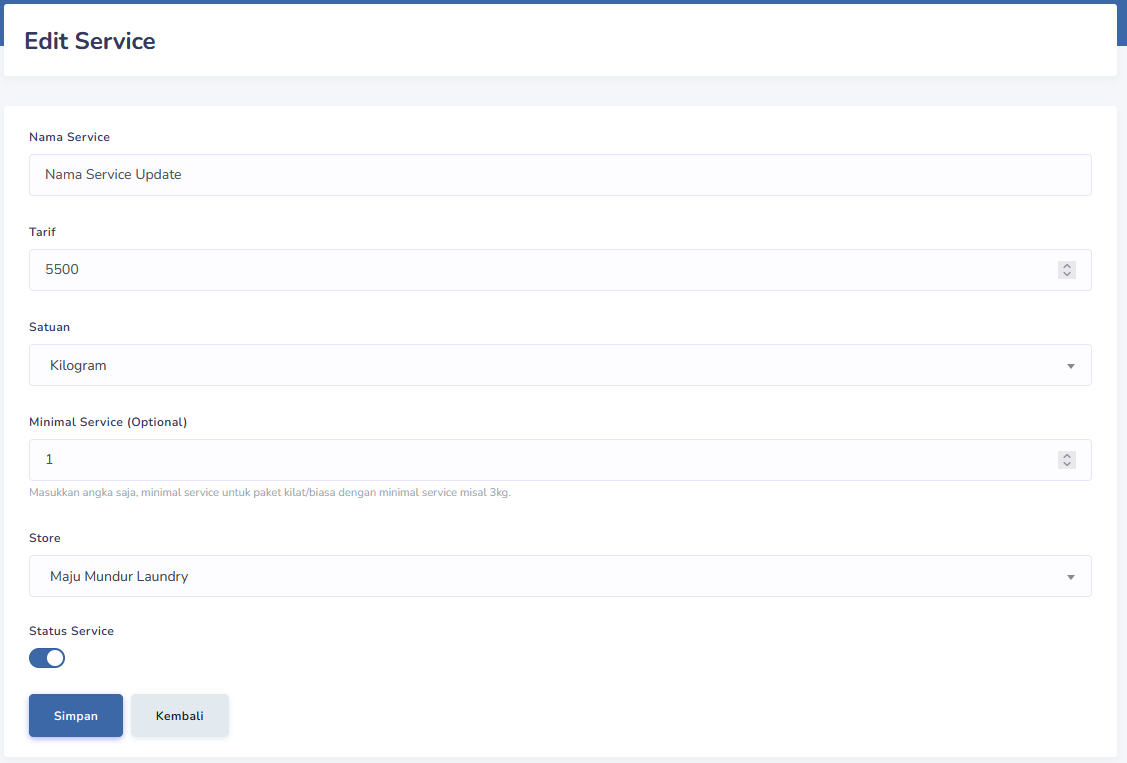 Edit Service
Nama Service
Nama Service Update
Tarif
5500
Satuan
Kilogram
Minimal Service (Optional)
1
Masukkan angka saja, minimal service untuk paket kilat/biasa dengan minimal service misal 3kg.
Store
Maju Mundur Laundry
Status Service
Simpan Kembali